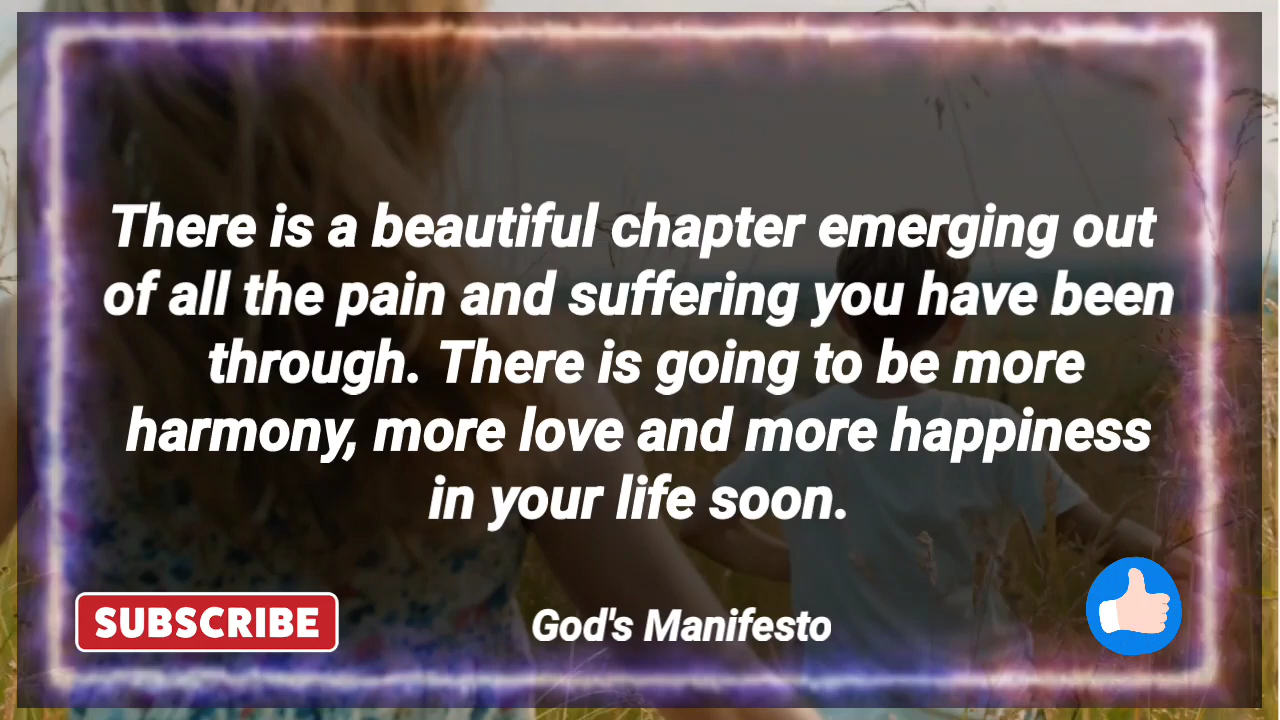 There is a beautiful chapter emerging out
of all the pain and suffering you have been
through. There is going to be more
harmony, more love and more happiness
in your life soon.
SUBSCRIBE
God's Manifesto